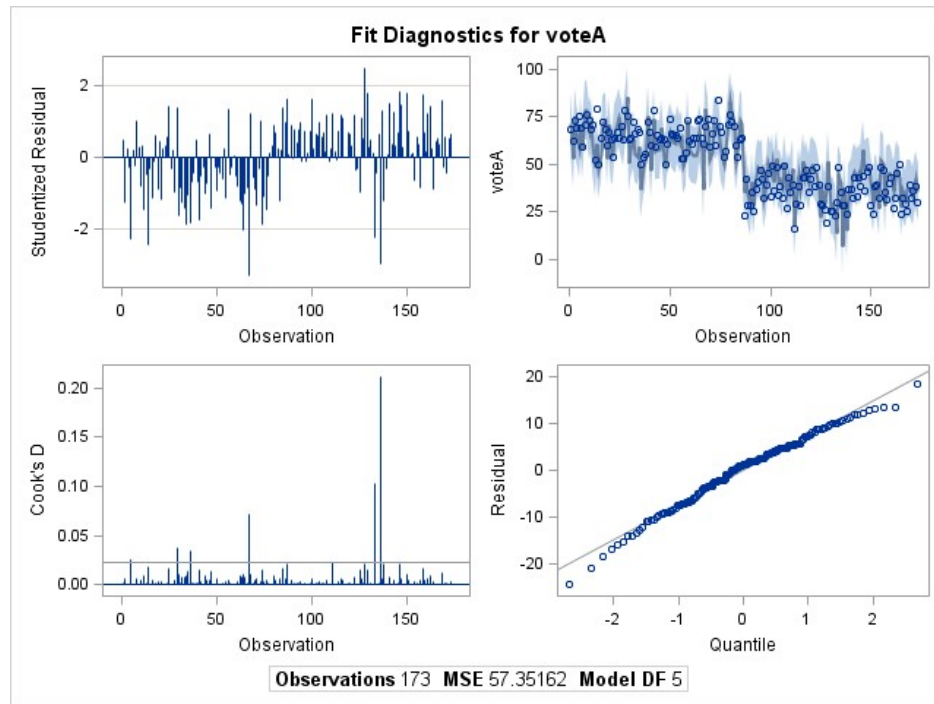 Fit Diagnostics for voteA
Studentized Residual
2
0
-2
0 50 100 150
Observation
voteA
100
75
50
25
0
0 50 100 150
Observation
Cook's D
0.20
0.15
0.10
0.05
0.00
0 50 100 150
Observation
Residual
20
10
0
-10
-20
-2 -1 0 1 2
Quantile
Observations 173 MSE 57.35162 Model DF 5